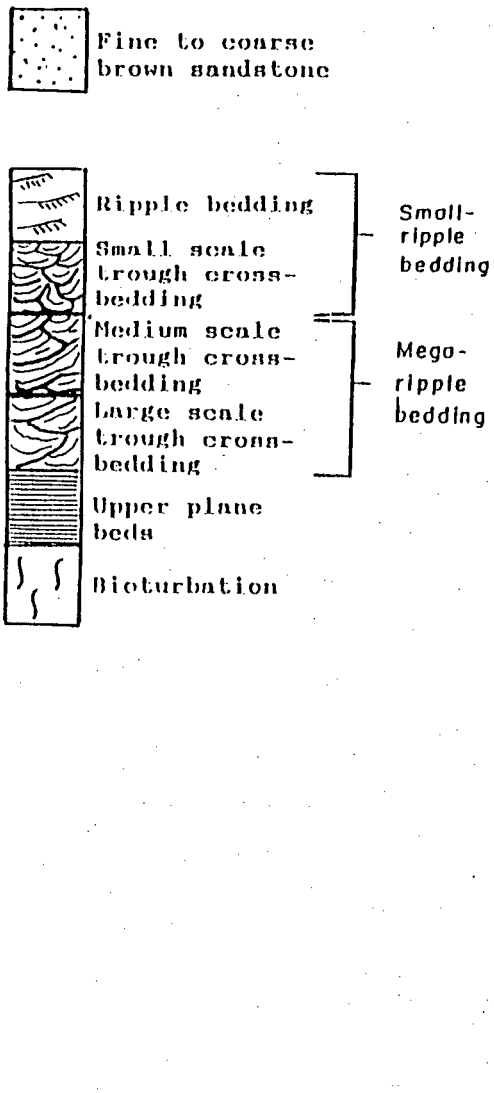 Fine to coarse
brown sandstone
Ripple bedding
Small scale
trough cross-
bedding
Medium scale
trough cross-
bedding
Large scale
trough cross-
bedding
Upper plane
beds
Bioturbation
Small-
ripple
bedding
Mega-
ripple
bedding